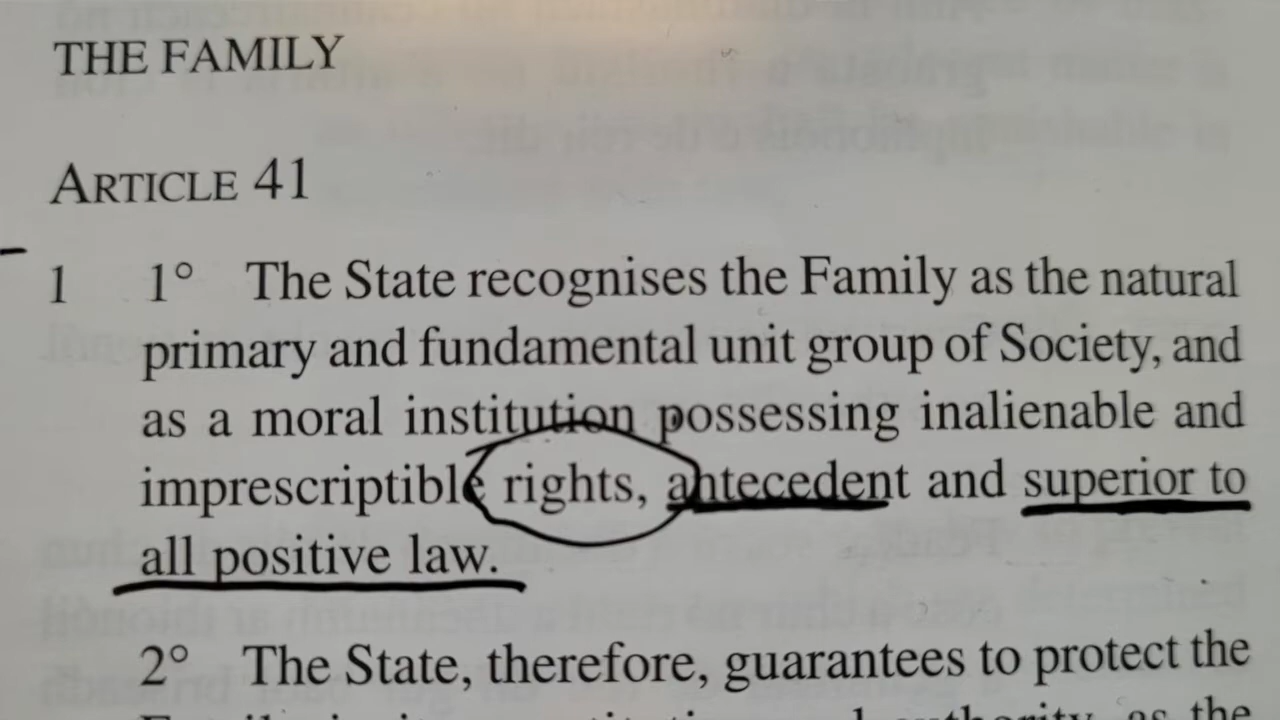 THE FAMILY
ARTICLE 41
1 1° The State recognises the Family as the natural
primary and fundamental unit group of Society, and
as a moral institution possessing inalienable and
imprescriptible rights, antecedent and superior to
all positive law.
2° The State, therefore, guarantees to protect the
as the